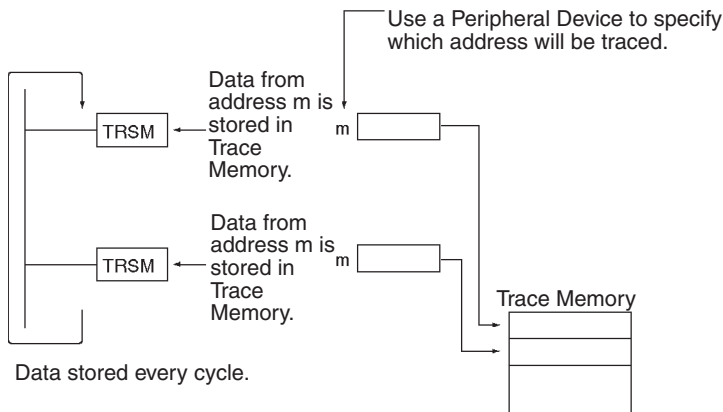 Use a Peripheral Device to specify
which address will be traced.
Data from
address m is
stored in
Trace
Memory.
TRSM
m
Data from
address m is
stored in
Trace
Memory.
TRSM
m
Trace Memory
Data stored every cycle.